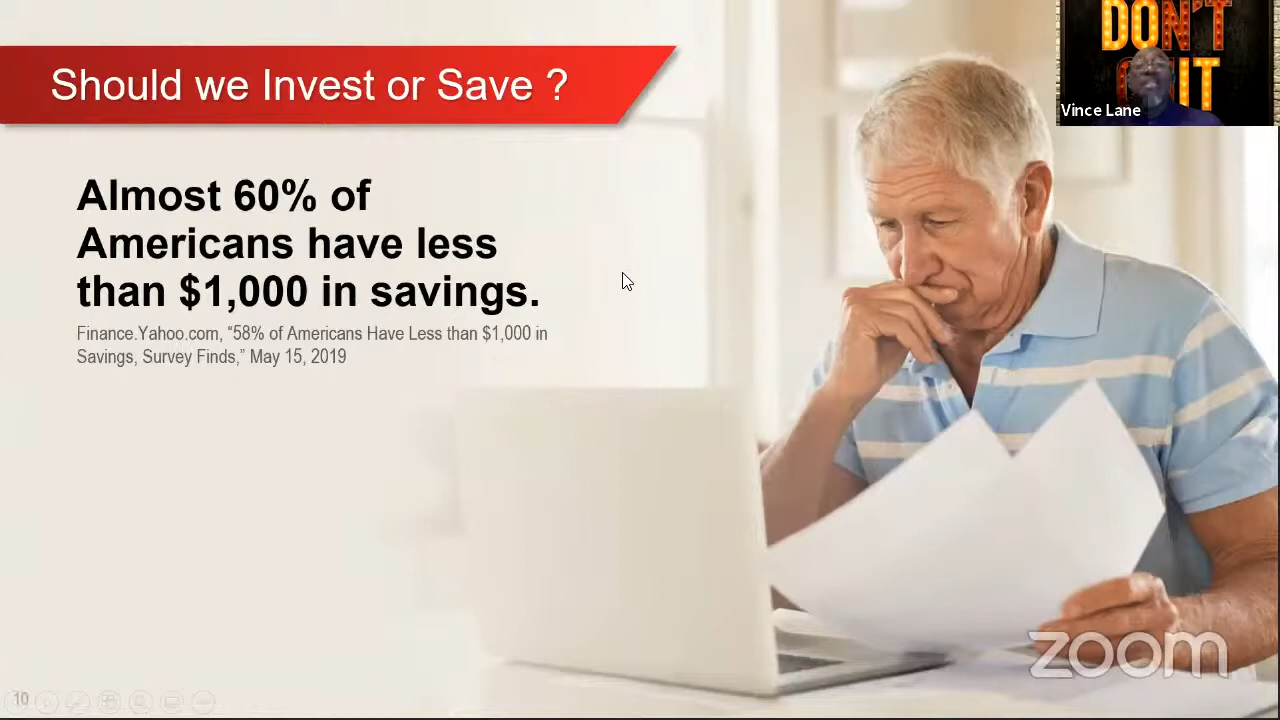 Should we Invest or Save ?
DON'T
QUIT
Vince Lane
Almost 60% of
Americans have less
than $1,000 in savings.
Finance.Yahoo.com, “58% of Americans Have Less than $1,000 in
Savings, Survey Finds,” May 15, 2019
zoom
10